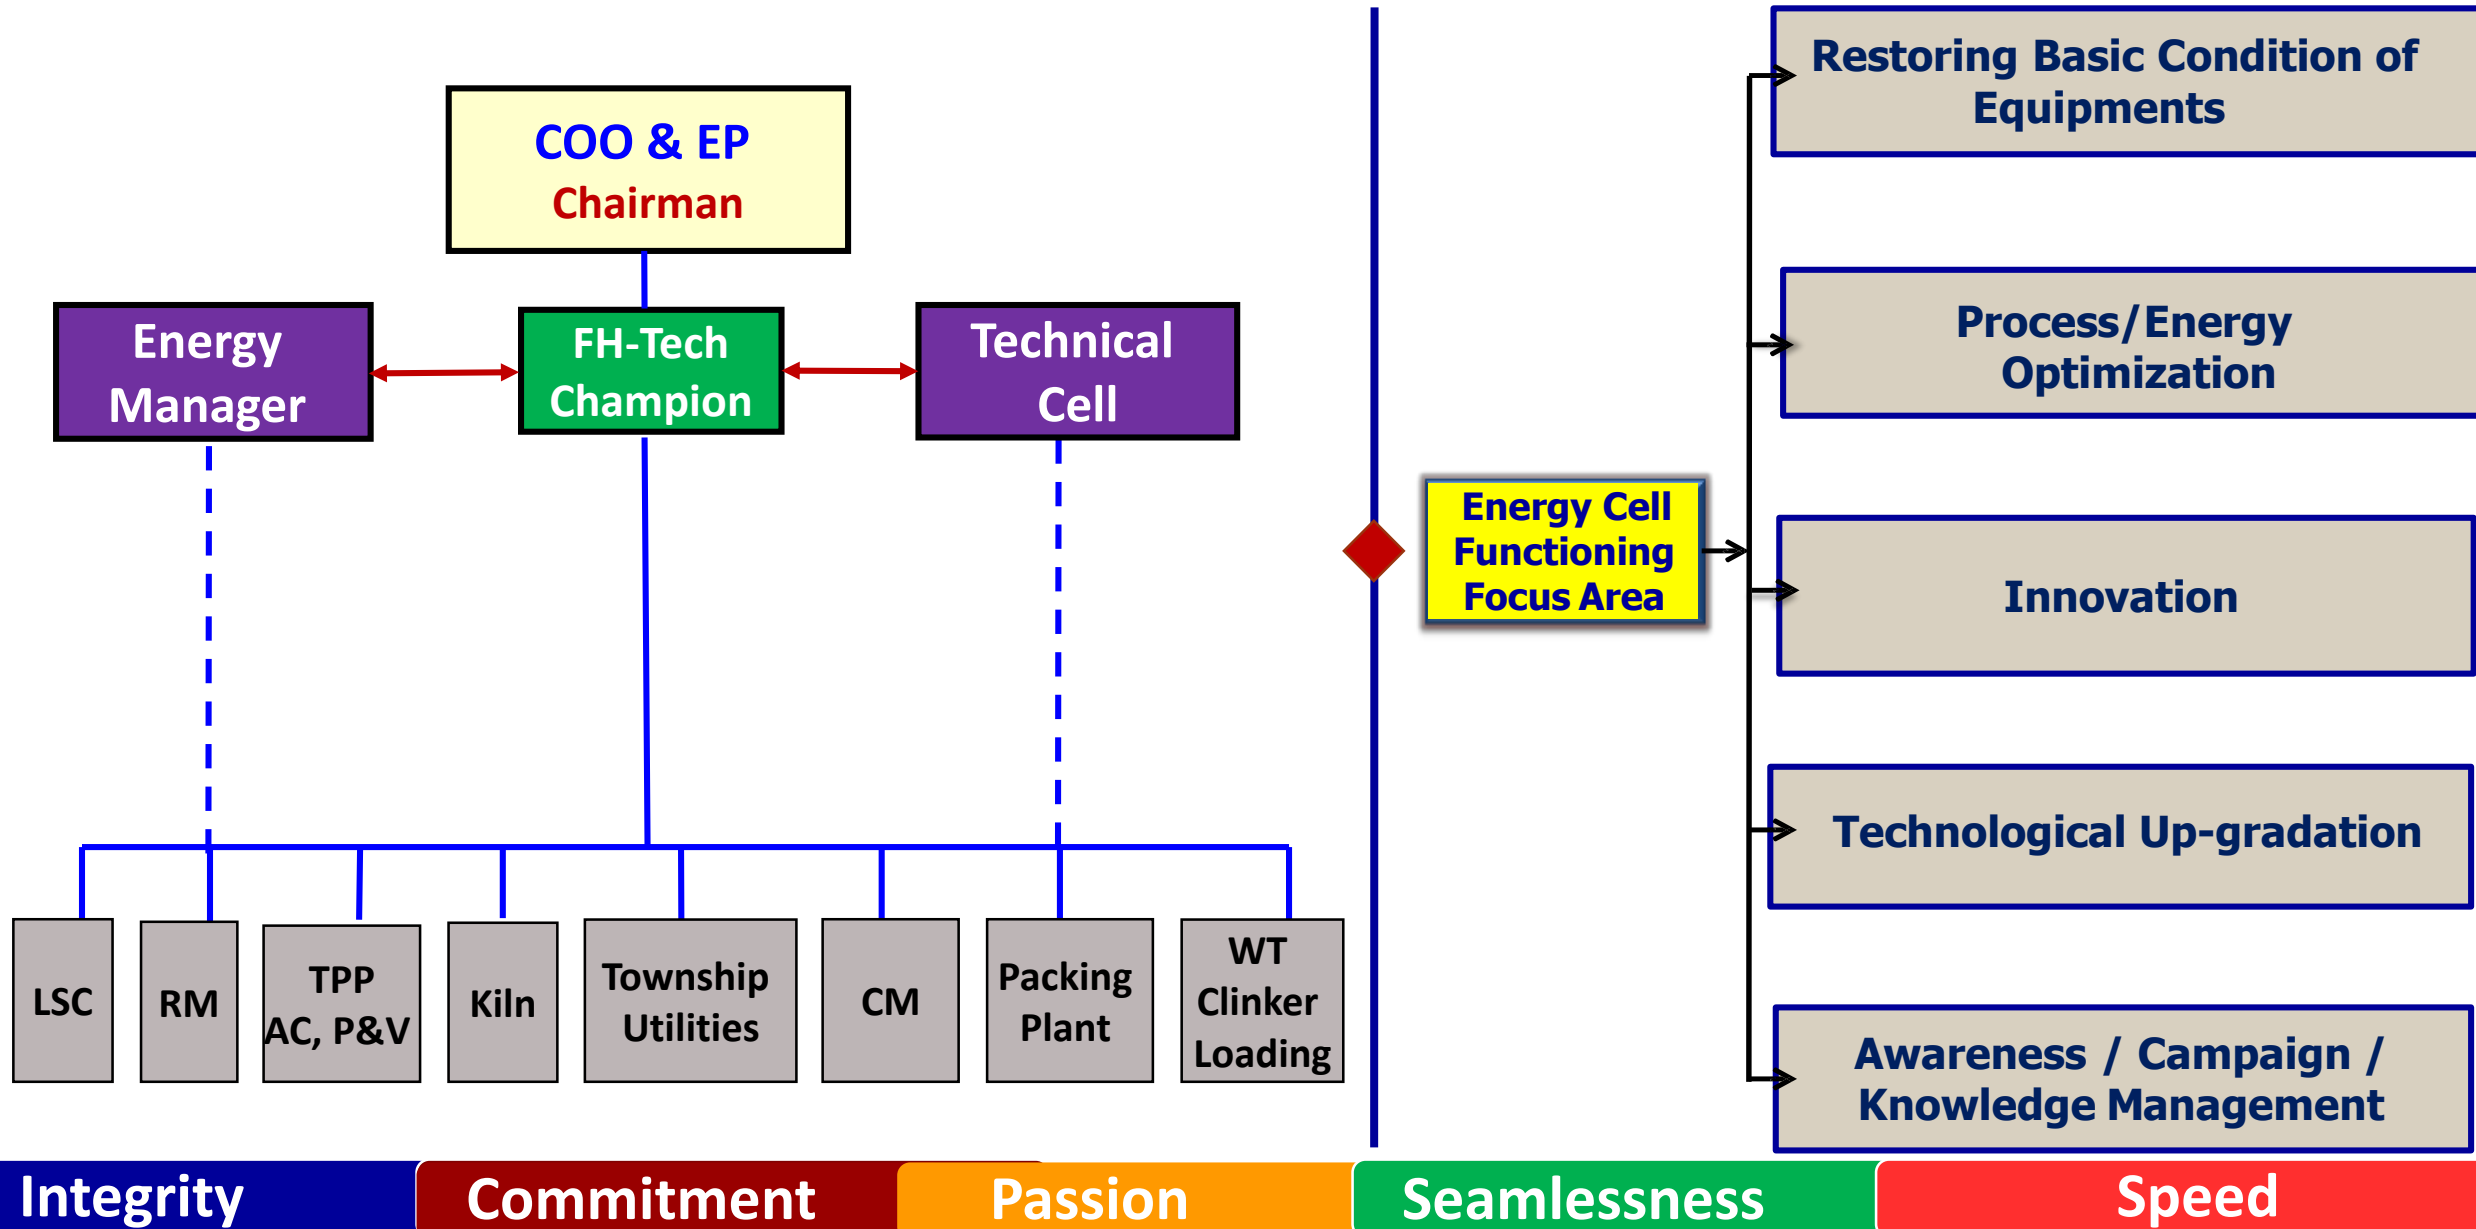 COO & EP
Chairman
Energy
Manager
FH-Tech
Champion
Technical
Cell
LSC
RM
TPP
AC, P&V
Kiln
Township
Utilities
CM
Packing
Plant
WT
Clinker
Loading
Energy Cell
Functioning
Focus Area
Restoring Basic Condition of
Equipments
Process/Energy
Optimization
Innovation
Technological Up-gradation
Awareness / Campaign /
Knowledge Management
Integrity
Commitment
Passion
Seamlessness
Speed